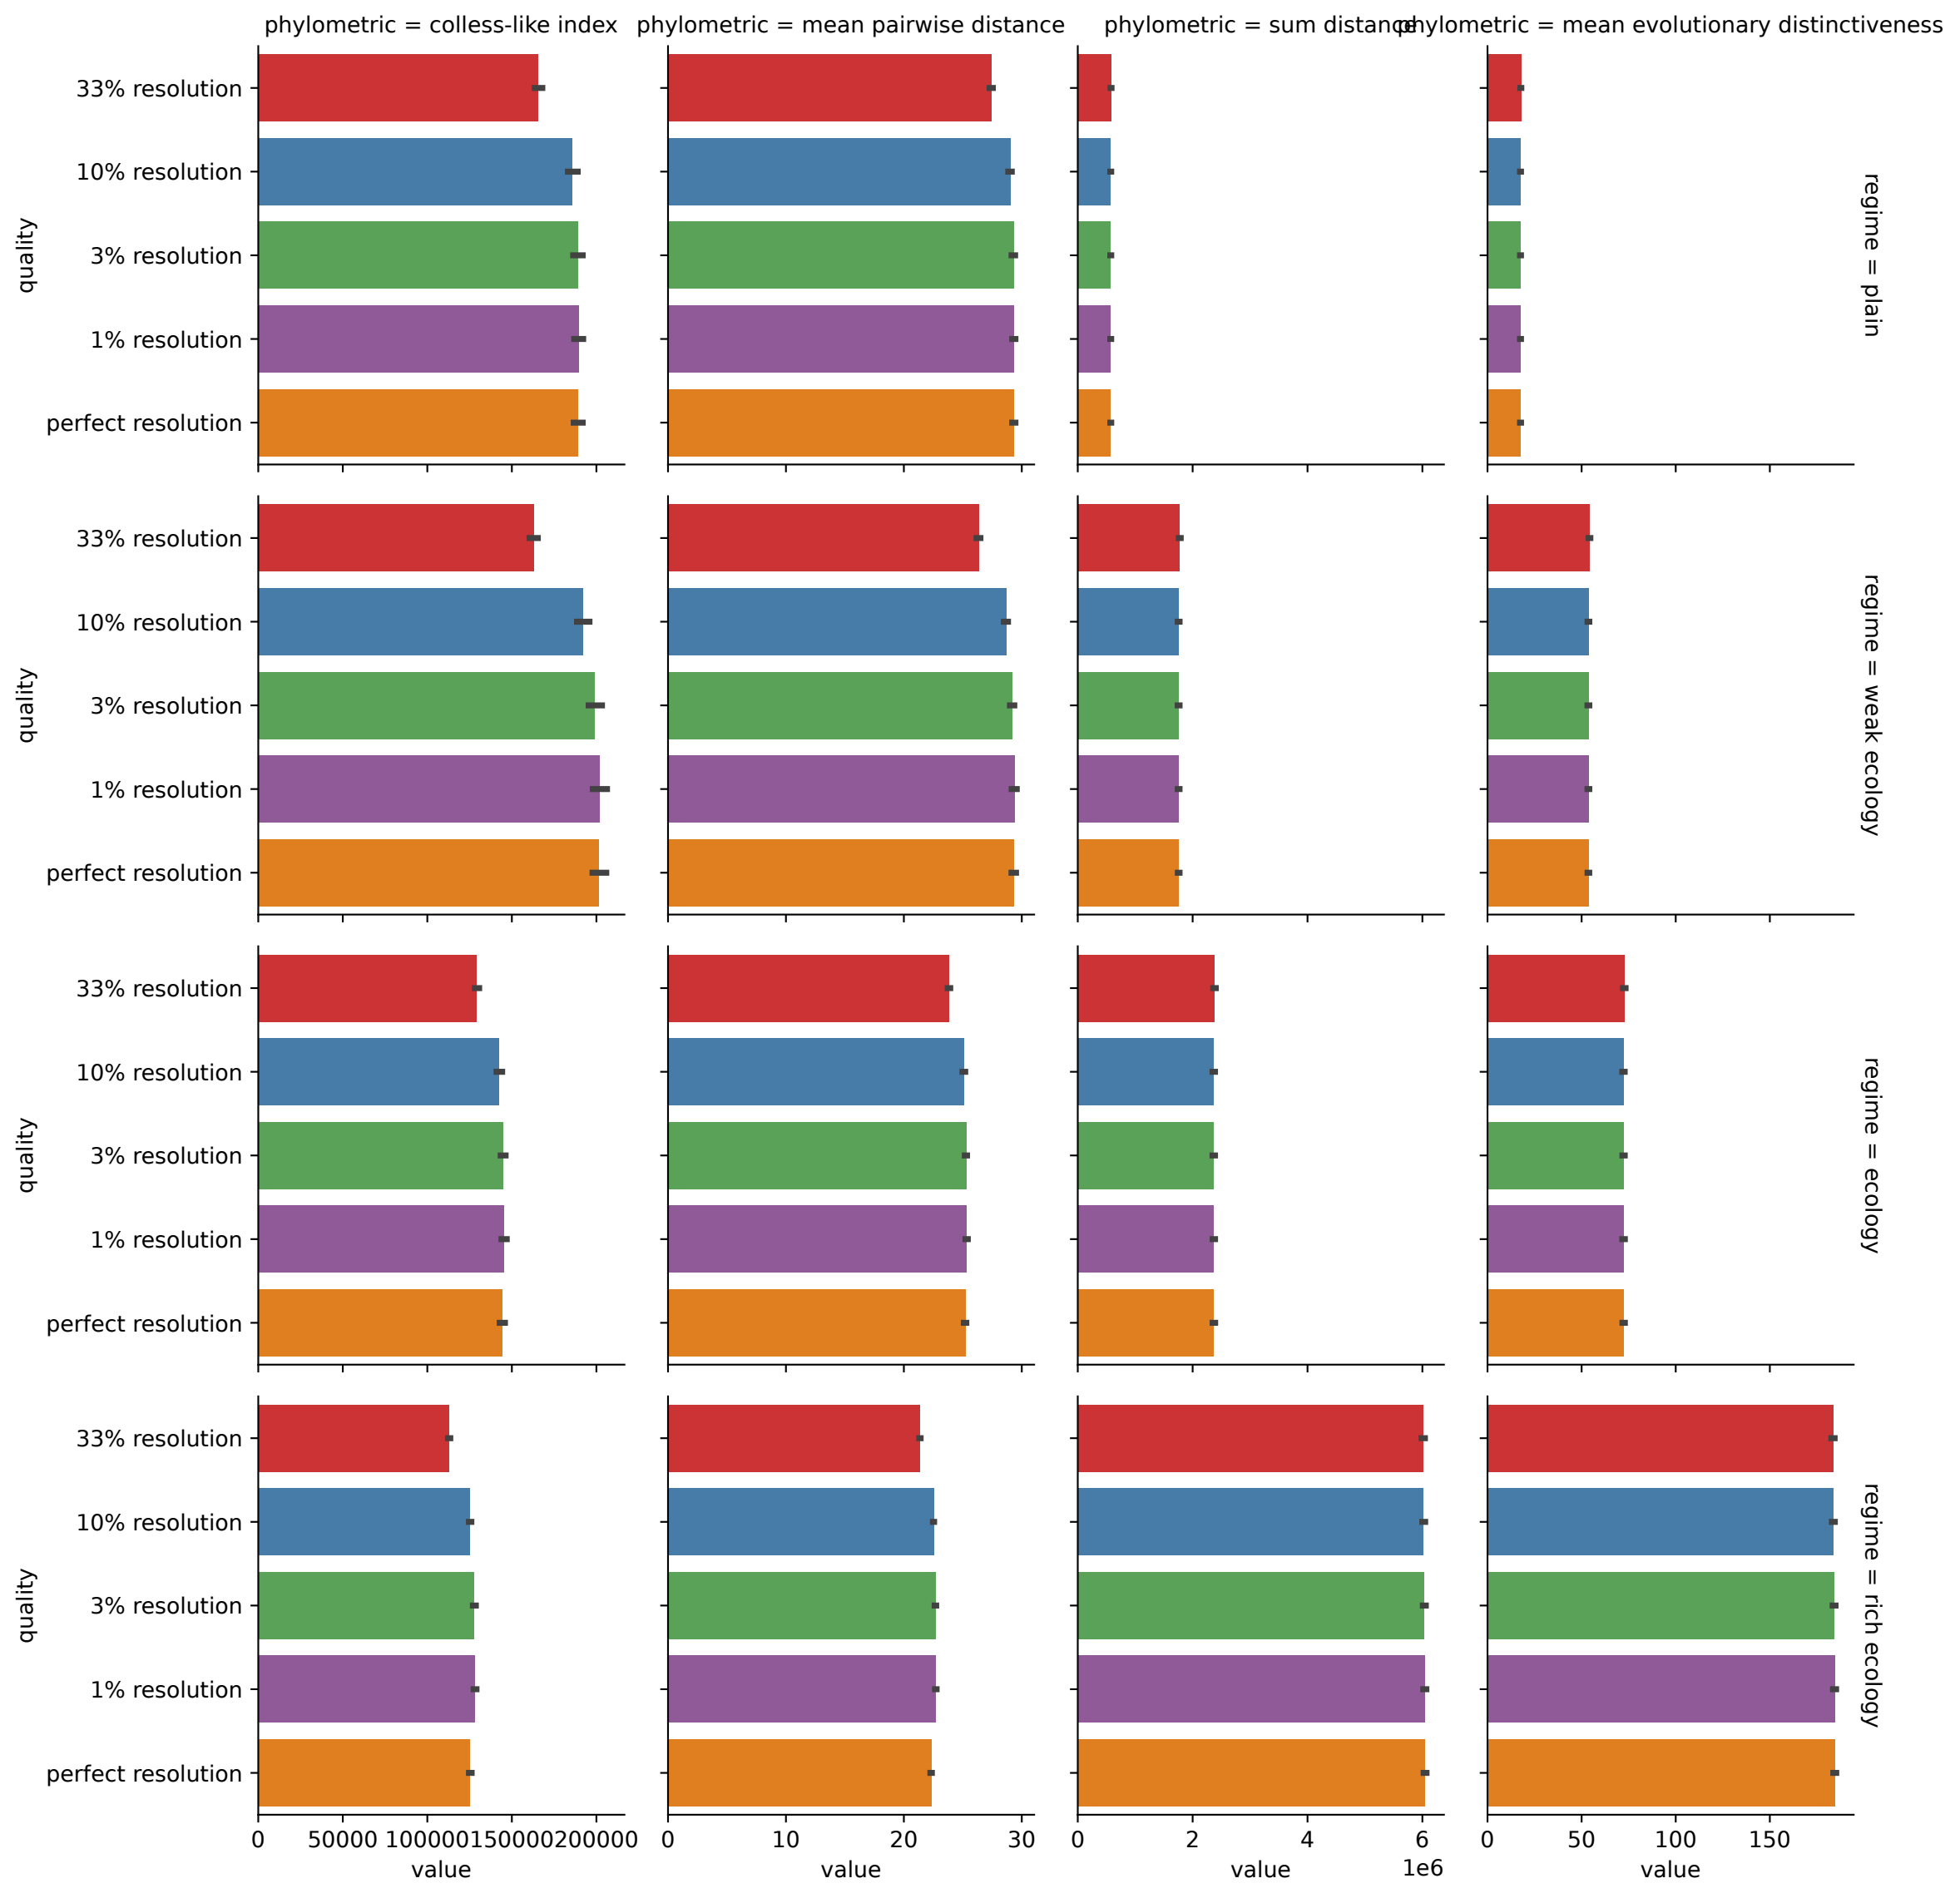 phylometric = colless-like index
phylometric = mean pairwise distance
phylometric = sum distance
phylometric = mean evolutionary distinctiveness
quality
33% resolution
10% resolution
3% resolution
1% resolution
perfect resolution
regime = plain
quality
33% resolution
10% resolution
3% resolution
1% resolution
perfect resolution
regime = weak ecology
quality
33% resolution
10% resolution
3% resolution
1% resolution
perfect resolution
regime = ecology
quality
33% resolution
10% resolution
3% resolution
1% resolution
perfect resolution
regime = rich ecology
0 50000 100000 150000 200000
value
0 10 20 30
value
0 2 4 6
1e6
value
0 50 100 150
value